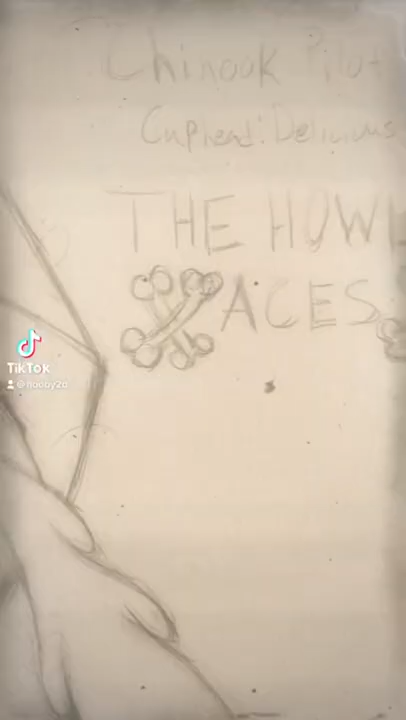 Chinook Pilot
Cuphead: Delicious
THE HOWL
ACES
TikTok